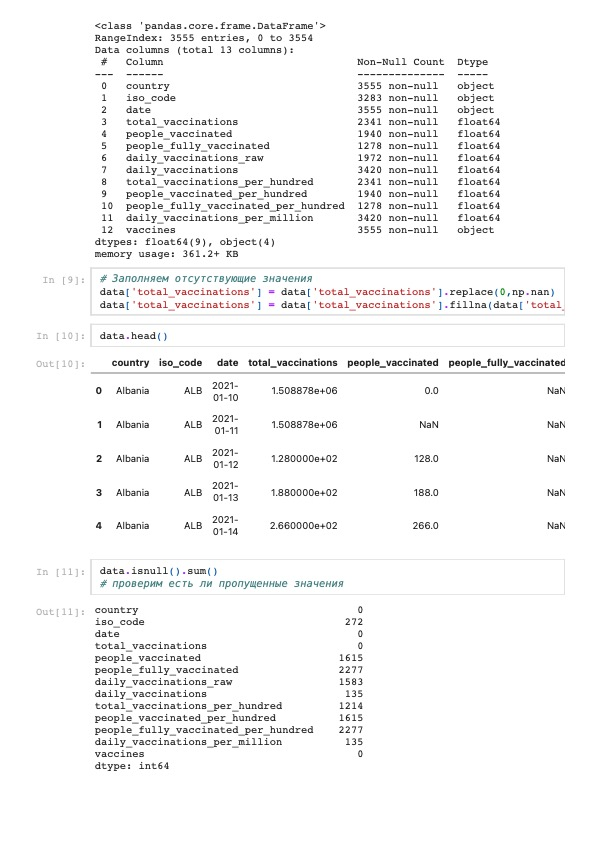 <class 'pandas.core.frame.DataFrame'>
RangeIndex: 3555 entries, 0 to 3554
Data columns (total 13 columns):
 #   Column                               Non-Null Count  Dtype
---  ------                               --------------  -----
 0   country                              3555 non-null   object
 1   iso_code                             3283 non-null   object
 2   date                                 3555 non-null   object
 3   total_vaccinations                   2341 non-null   float64
 4   people_vaccinated                    1940 non-null   float64
 5   people_fully_vaccinated              1278 non-null   float64
 6   daily_vaccinations_raw               1972 non-null   float64
 7   daily_vaccinations                   3420 non-null   float64
 8   total_vaccinations_per_hundred       2341 non-null   float64
 9   people_vaccinated_per_hundred        1940 non-null   float64
 10  people_fully_vaccinated_per_hundred  1278 non-null   float64
 11  daily_vaccinations_per_million       3420 non-null   float64
 12  vaccines                             3555 non-null   object
dtypes: float64(9), object(4)
memory usage: 361.2+ KB
In [9]: # Заполняем отсутствующие значения
data['total_vaccinations'] = data['total_vaccinations'].replace(0,np.nan)
data['total_vaccinations'] = data['total_vaccinations'].fillna(data['total_
In [10]: data.head()
Out[10]: country iso_code date total_vaccinations people_vaccinated people_fully_vaccinated
0 Albania ALB 2021-
01-10 1.508878e+06 0.0 NaN
1 Albania ALB 2021-
01-11 1.508878e+06 NaN NaN
2 Albania ALB 2021-
01-12 1.280000e+02 128.0 NaN
3 Albania ALB 2021-
01-13 1.880000e+02 188.0 NaN
4 Albania ALB 2021-
01-14 2.660000e+02 266.0 NaN
In [11]: data.isnull().sum()
# проверим есть ли пропущенные значения
Out[11]: country 0
iso_code 272
date 0
total_vaccinations 0
people_vaccinated 1615
people_fully_vaccinated 2277
daily_vaccinations_raw 1583
daily_vaccinations 135
total_vaccinations_per_hundred 1214
people_vaccinated_per_hundred 1615
people_fully_vaccinated_per_hundred 2277
daily_vaccinations_per_million 135
vaccines 0
dtype: int64